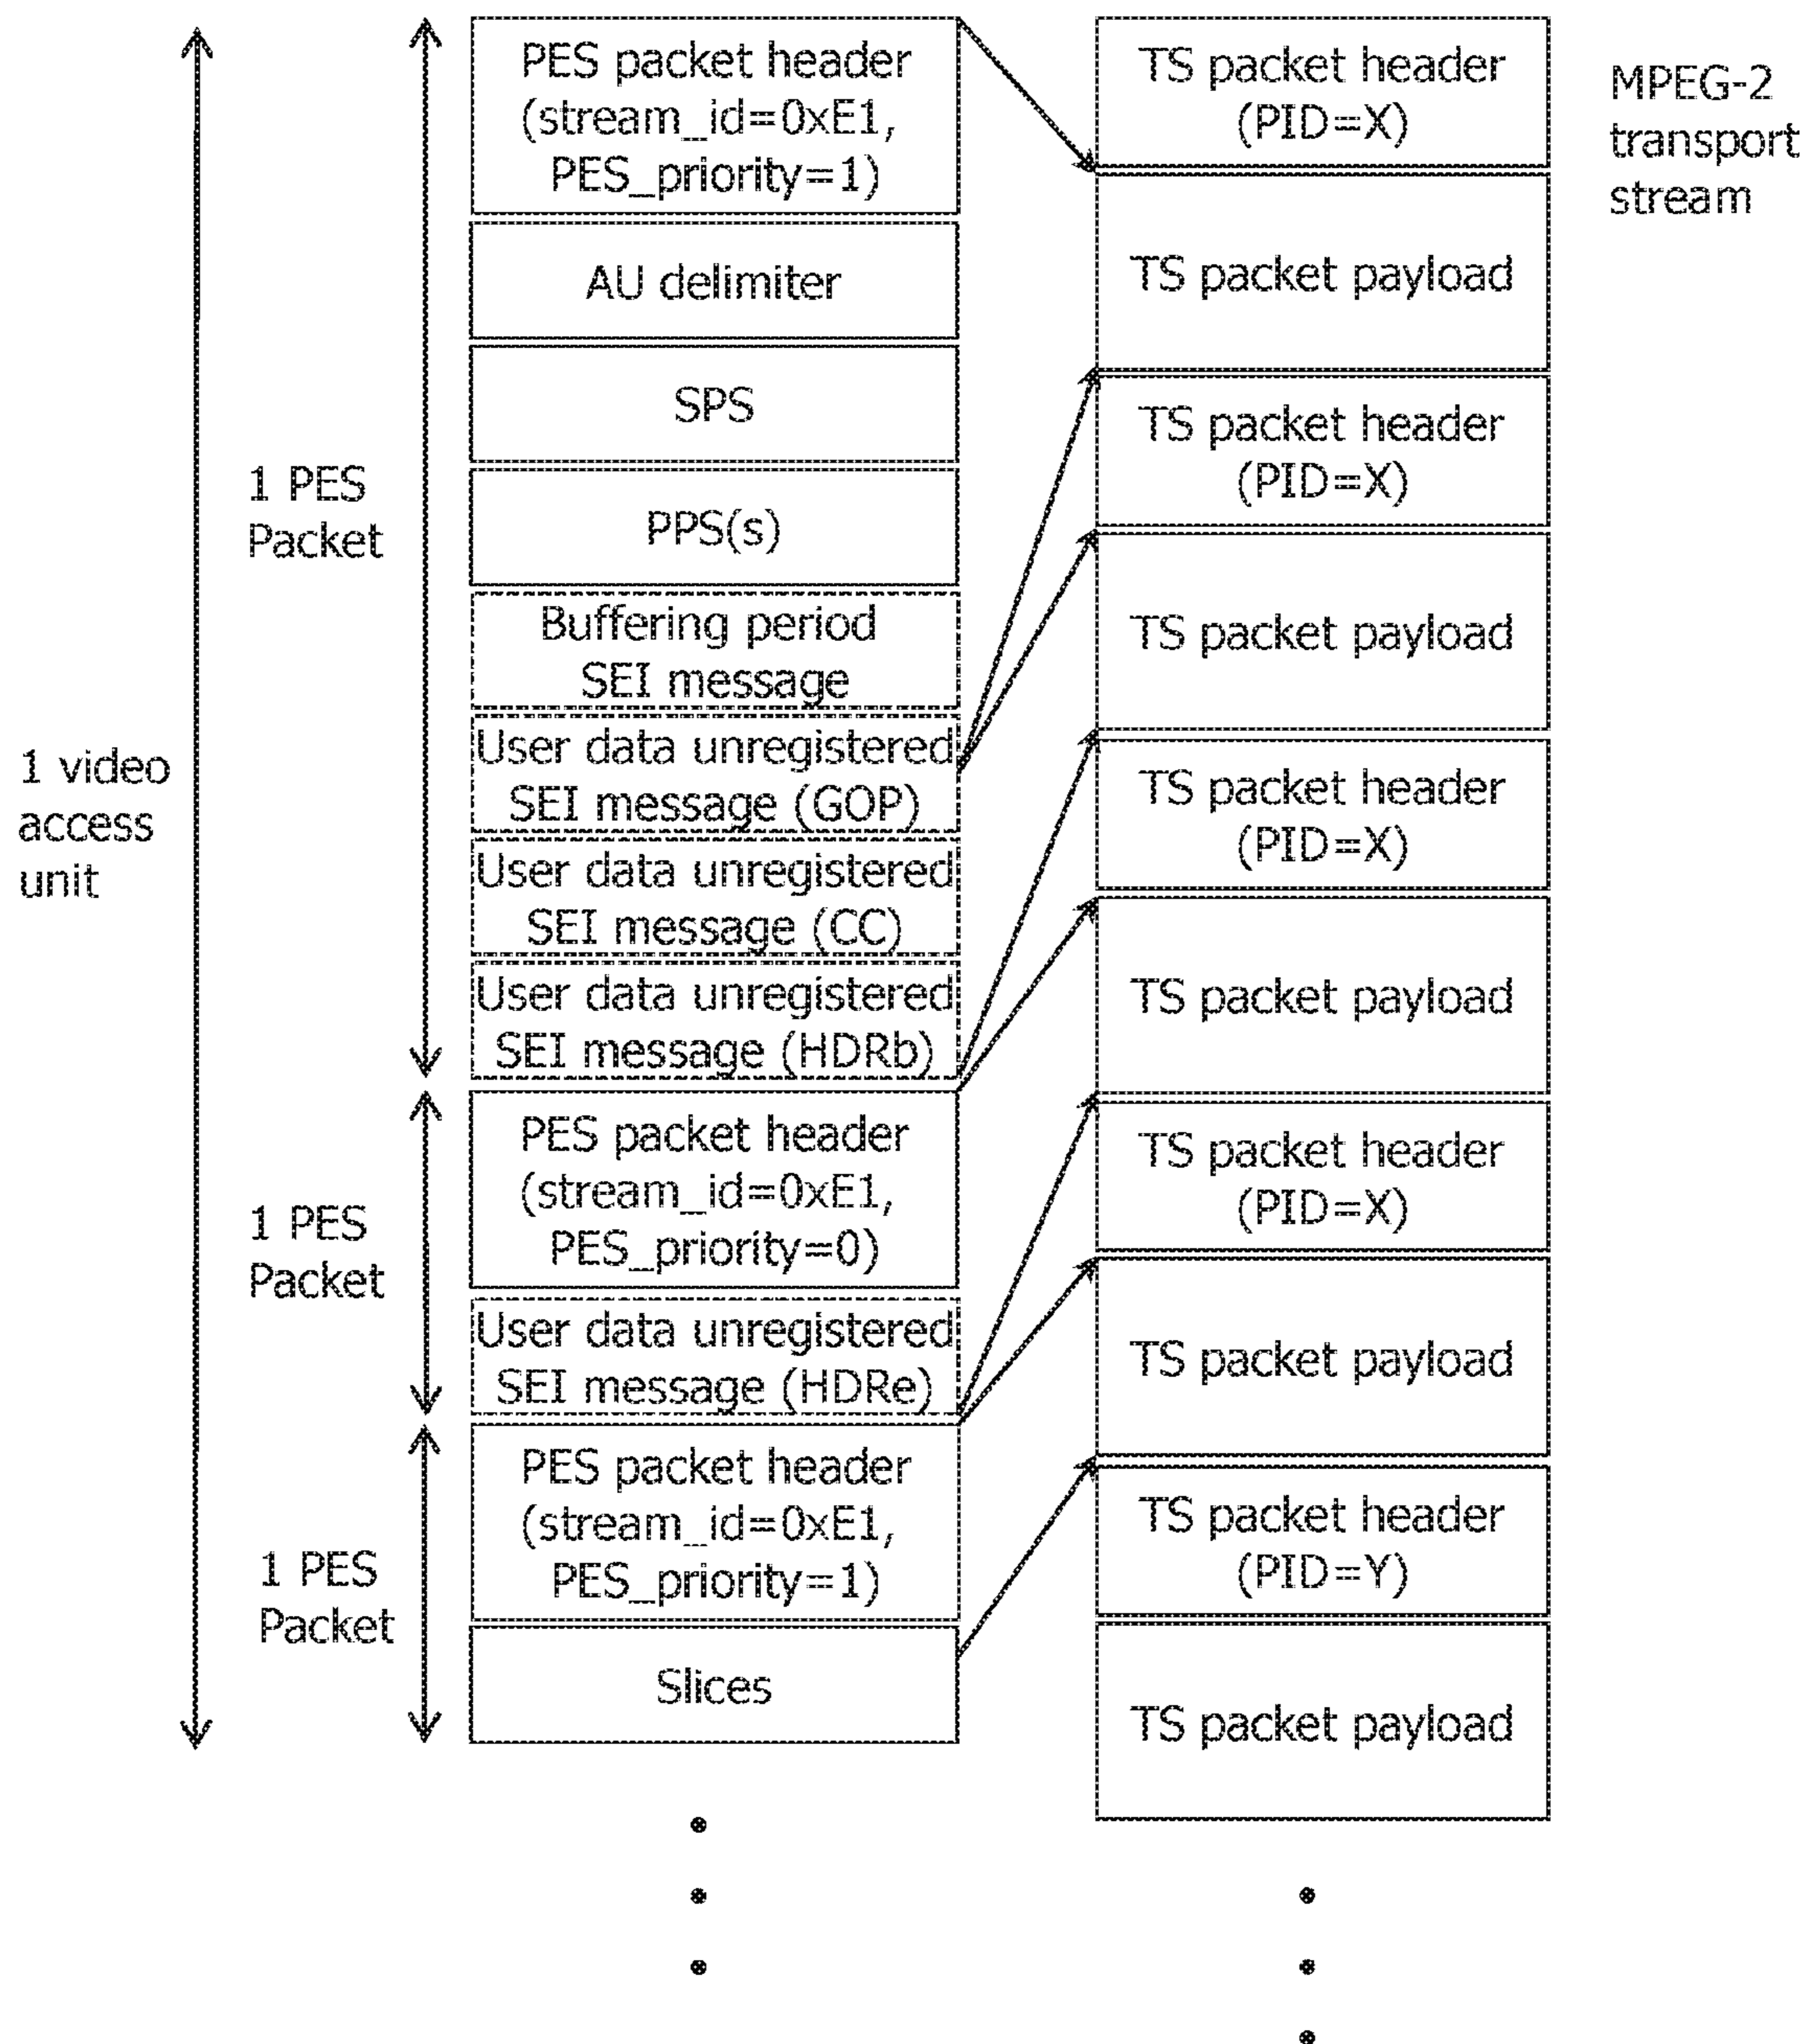 1 video
access
unit
1 PES
Packet
1 PES
Packet
1 PES
Packet
PES packet header
(stream_id=0xE1,
PES_priority=1)
AU delimiter
SPS
PPS(s)
Buffering period
SEI message
User data unregistered
SEI message (GOP)
User data unregistered
SEI message (CC)
User data unregistered
SEI message (HDRb)
PES packet header
(stream_id=0xE1,
PES_priority=0)
User data unregistered
SEI message (HDRe)
PES packet header
(stream_id=0xE1,
PES_priority=1)
Slices
TS packet header
(PID=X)
TS packet payload
TS packet header
(PID=X)
TS packet payload
TS packet header
(PID=X)
TS packet payload
TS packet header
(PID=X)
TS packet payload
TS packet header
(PID=Y)
TS packet payload
MPEG-2
transport
stream